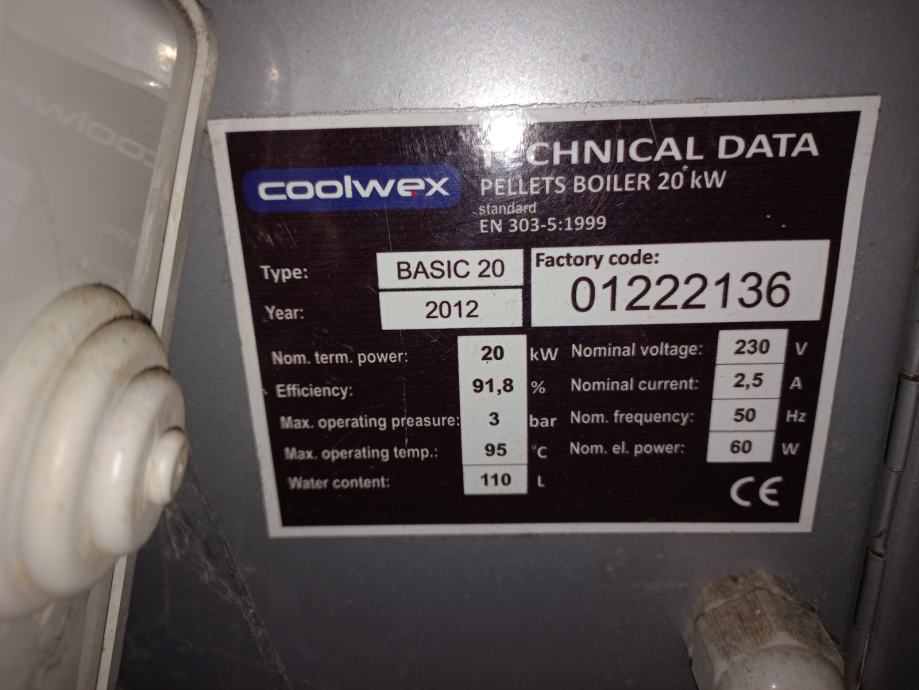 coolwex
TECHNICAL DATA
PELLETS BOILER 20 kW
standard
EN 303-5:1999
Type: BASIC 20
Year: 2012
Factory code:
01222136
Nom. term. power: 20 kW
Efficiency: 91,8 %
Max. operating preasure: 3 bar
Max. operating temp.: 95 °C
Water content: 110 L
Nominal voltage: 230 V
Nominal current: 2,5 A
Nom. frequency: 50 Hz
Nom. el. power: 60 W
CE